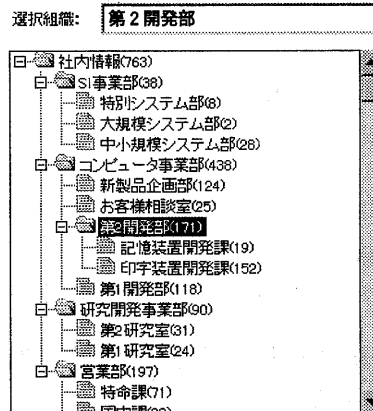 選択組織: 第2開発部
社内情報(763)
SI事業部(38)
特別システム部(8)
大規模システム部(2)
中小規模システム部(28)
コンピュータ事業部(438)
新製品企画部(124)
お客様相談室(25)
第2開発部(171)
記憶装置開発課(19)
印字装置開発課(152)
第1開発部(118)
研究開発事業部(90)
第2研究室(31)
第1研究室(24)
営業部(197)
特命課(71)